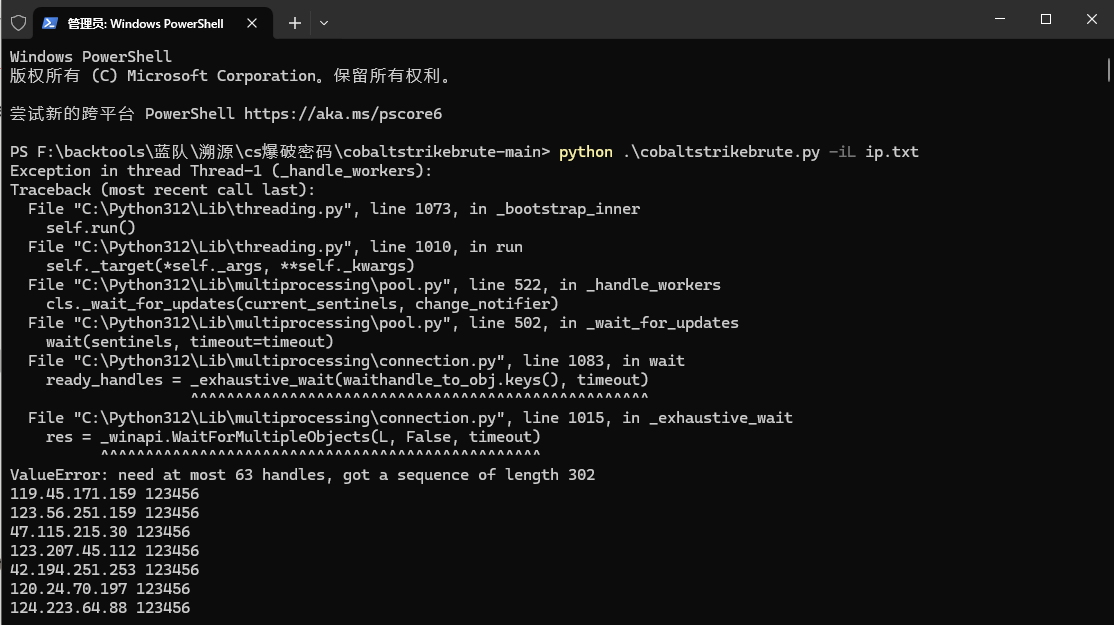 管理员: Windows PowerShell
Windows PowerShell
版权所有 (C) Microsoft Corporation。保留所有权利。
尝试新的跨平台 PowerShell https://aka.ms/pscore6
PS F:\backtools\蓝队\溯源\cs爆破密码\cobaltstrikebrute-main> python .\cobaltstrikebrute.py -iL ip.txt
Exception in thread Thread-1 (_handle_workers):
Traceback (most recent call last):
  File "C:\Python312\Lib\threading.py", line 1073, in _bootstrap_inner
    self.run()
  File "C:\Python312\Lib\threading.py", line 1010, in run
    self._target(*self._args, **self._kwargs)
  File "C:\Python312\Lib\multiprocessing\pool.py", line 522, in _handle_workers
    cls._wait_for_updates(current_sentinels, change_notifier)
  File "C:\Python312\Lib\multiprocessing\pool.py", line 502, in _wait_for_updates
    wait(sentinels, timeout=timeout)
  File "C:\Python312\Lib\multiprocessing\connection.py", line 1083, in wait
    ready_handles = _exhaustive_wait(waithandle_to_obj.keys(), timeout)
                    ^^^^^^^^^^^^^^^^^^^^^^^^^^^^^^^^^^^^^^^^^^^^^^^^^^^
  File "C:\Python312\Lib\multiprocessing\connection.py", line 1015, in _exhaustive_wait
    res = _winapi.WaitForMultipleObjects(L, False, timeout)
          ^^^^^^^^^^^^^^^^^^^^^^^^^^^^^^^^^^^^^^^^^^^^^^^^^
ValueError: need at most 63 handles, got a sequence of length 302
119.45.171.159 123456
123.56.251.159 123456
47.115.215.30 123456
123.207.45.112 123456
42.194.251.253 123456
120.24.70.197 123456
124.223.64.88 123456